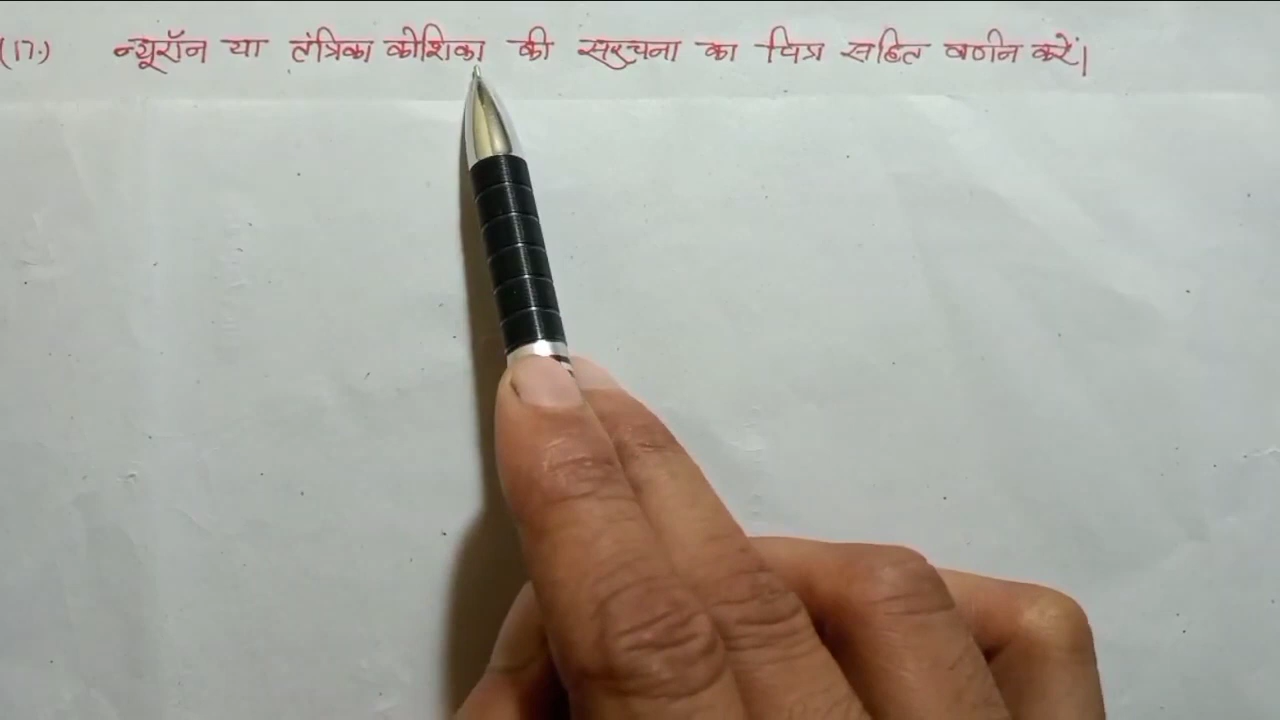 (17.) न्यूरॉन या तंत्रिका कोशिका की संरचना का चित्र सहित वर्णन करें।